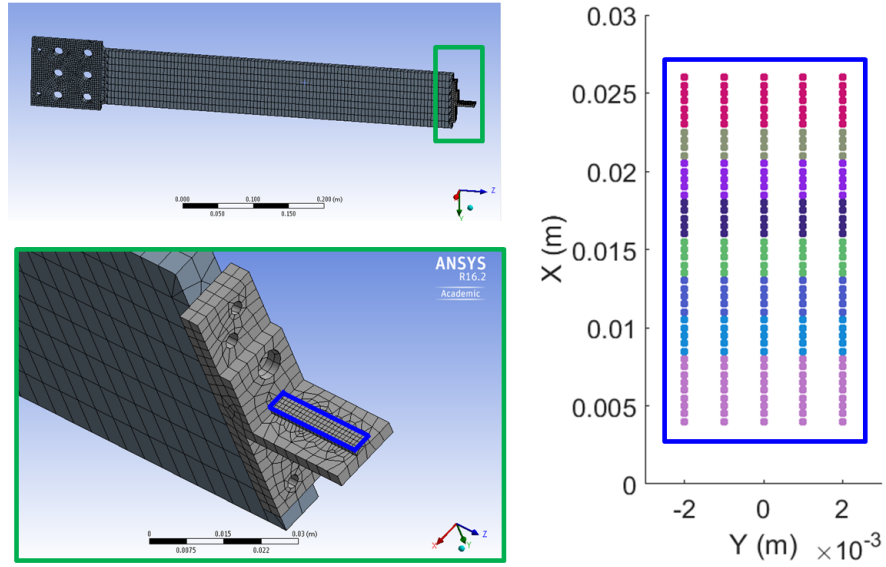 0.000
0.100
0.200 (m)
0.050
0.150
Z
Y
ANSYS
R16.2
Academic
0
0.015
0.03 (m)
0.0075
0.022
X
Y
Z
0.03
0.025
0.02
0.015
0.01
0.005
0
X (m)
-2
0
2
Y (m)
×10⁻³